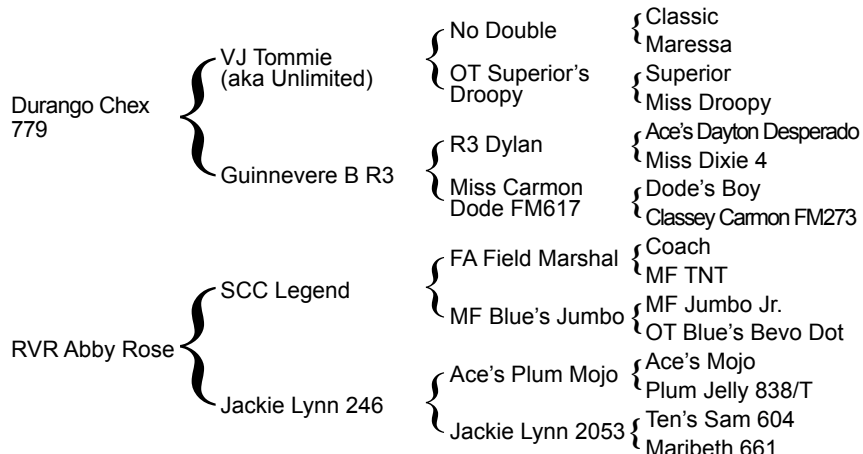 Durango Chex
779
VJ Tommie
(aka Unlimited)
No Double
Classic
Maressa
OT Superior's
Droopy
Superior
Miss Droopy
Guinnevere B R3
R3 Dylan
Ace's Dayton Desperado
Miss Dixie 4
Miss Carmon
Dode FM617
Dode's Boy
Classey Carmon FM273
RVR Abby Rose
SCC Legend
FA Field Marshal
Coach
MF TNT
MF Blue's Jumbo
MF Jumbo Jr.
OT Blue's Bevo Dot
Jackie Lynn 246
Ace's Plum Mojo
Ace's Mojo
Plum Jelly 838/T
Jackie Lynn 2053
Ten's Sam 604
Maribeth 661